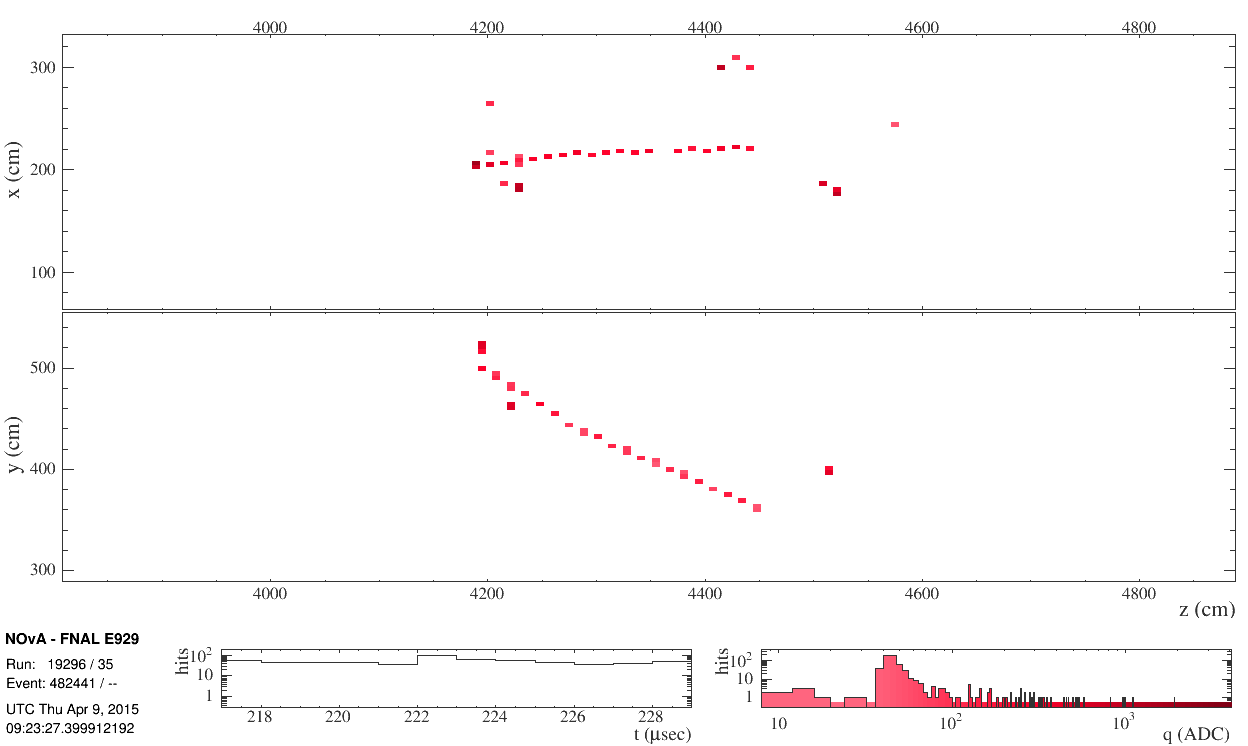 4000 4200 4400 4600 4800
x (cm)
300
200
100
y (cm)
500
400
300
4000 4200 4400 4600 4800
z (cm)
NOvA - FNAL E929
Run: 19296 / 35
Event: 482441 / --
UTC Thu Apr 9, 2015
09:23:27.399912192
hits
10²
10
1
218 220 222 224 226 228
t (μsec)
hits
10²
10
1
10 10² 10³
q (ADC)